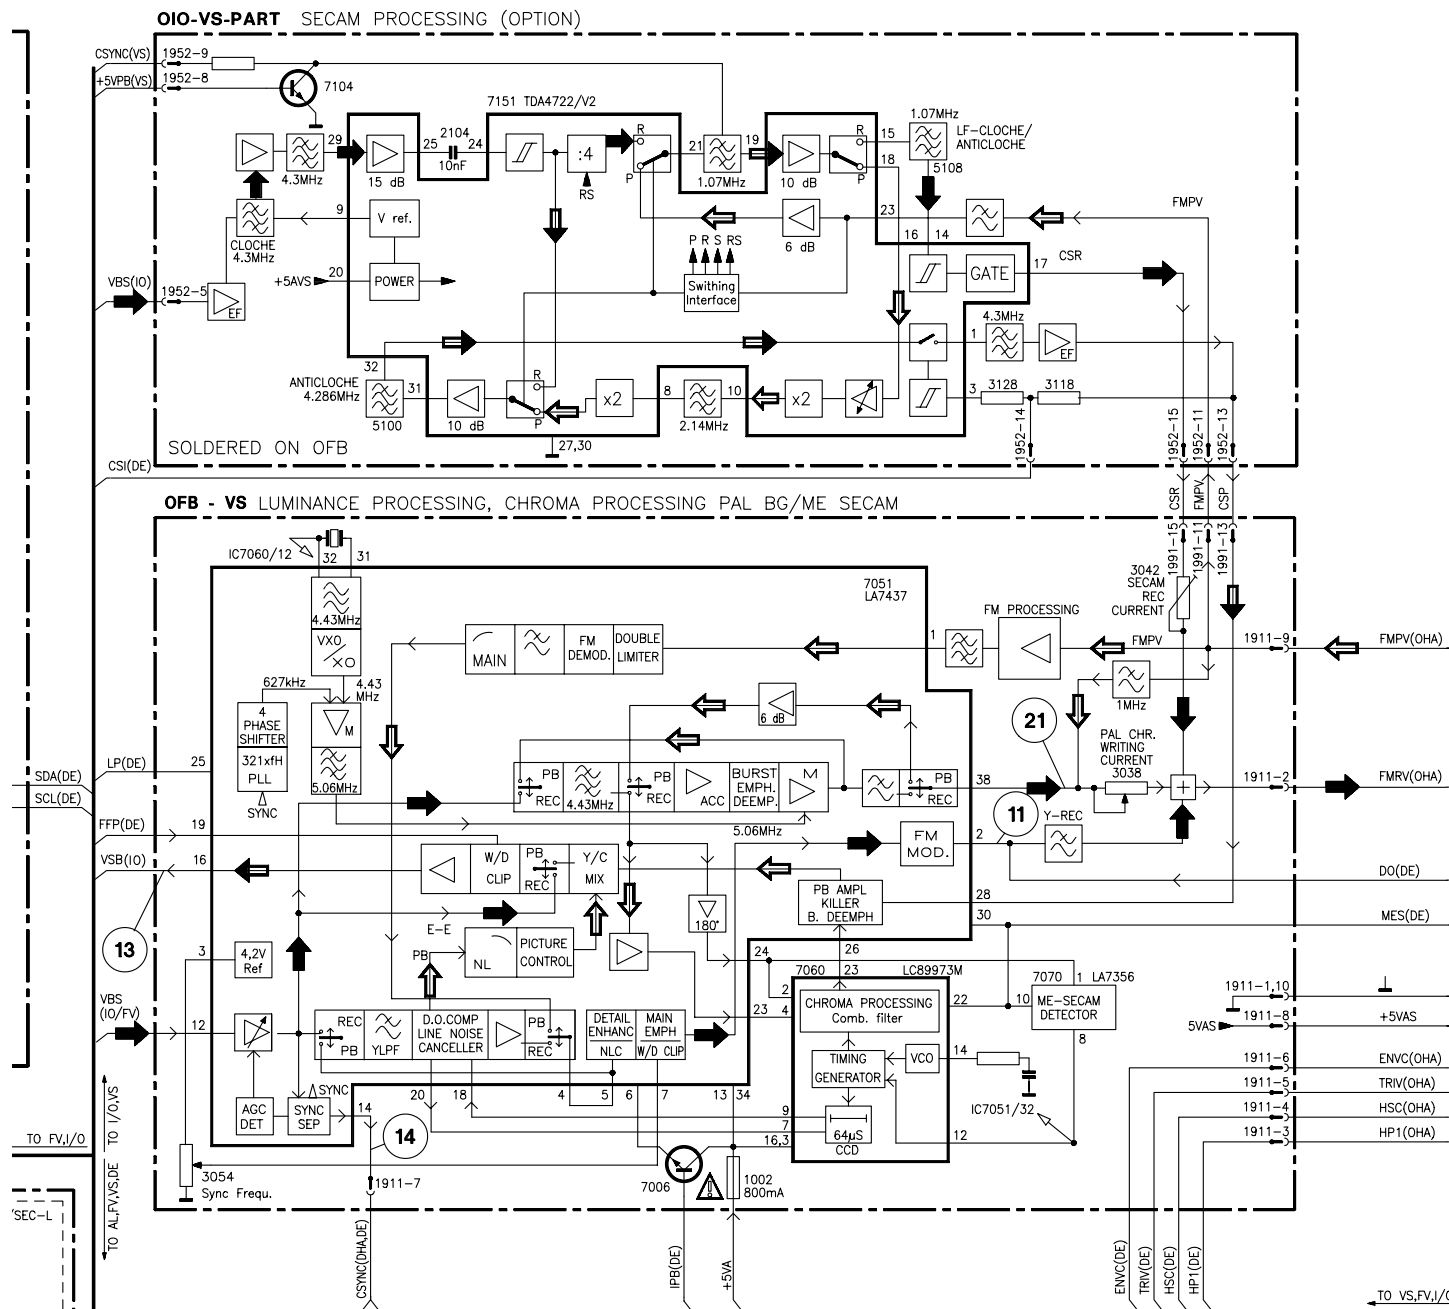 OIO-VS-PART SECAM PROCESSING (OPTION)
CSYNC(VS)
1952-9
+5VPB(VS)
1952-8
7104
7151 TDA4722/V2
29
15 dB
25
2104
24
10nF
:4
RS
R
P
21
19
1.07MHz
10 dB
R
P
15
18
1.07MHz
LF-CLOCHE/
ANTICLOCHE
5108
4.3MHz
CLOCHE
4.3MHz
9
V ref.
+5AVS
20
POWER
VBS(IO)
1952-5
EF
P R S RS
Swithing
Interface
6 dB
23
FMPV
16 14
GATE
17
CSR
4.3MHz
1
EF
3
3128
3118
32
ANTICLOCHE
4.286MHz
31
5100
10 dB
R
P
x2
8
2.14MHz
10
x2
27,30
1952-14
1952-15
1952-11
1952-13
SOLDERED ON OFB
CSI(DE)
CSR
FMPV
CSP
OFB - VS LUMINANCE PROCESSING, CHROMA PROCESSING PAL BG/ME SECAM
1991-15
1991-11
1991-13
IC7060/12
32
31
4.43MHz
VXO
XO
7051
LA7437
3042
SECAM
REC
CURRENT
FM PROCESSING
MAIN
FM
DEMOD.
DOUBLE
LIMITER
1
FMPV
1911-9
FMPV(OHA)
627kHz
4.43
MHz
4
PHASE
SHIFTER
321xfH
PLL
SYNC
M
5.06MHz
6 dB
1MHz
21
PAL CHR.
WRITING
CURRENT
3038
LP(DE)
25
SDA(DE)
SCL(DE)
PB
REC
4.43MHz
PB
REC
ACC
BURST
EMPH.
DEEMP.
M
PB
REC
38
+
1911-2
FMRV(OHA)
11
Y-REC
FFP(DE)
19
5.06MHz
FM
MOD.
2
VSB(IO)
16
W/D
CLIP
PB
REC
Y/C
MIX
DO(DE)
PB AMPL
KILLER
B. DEEMPH
28
30
MES(DE)
13
E-E
180°
3
4,2V
Ref
PB
NL
PICTURE
CONTROL
24
26
7060
23
LC89973M
7070
1
LA7356
VBS
(IO/FV)
12
REC
PB
YLPF
D.O.COMP
LINE NOISE
CANCELLER
PB
REC
DETAIL
ENHANC
NLC
MAIN
EMPH
W/D CLIP
23
2
4
CHROMA PROCESSING
Comb. filter
22
10
ME-SECAM
DETECTOR
8
1911-1,10
1911-8
5VAS
+5VAS
TIMING
GENERATOR
VCO
14
1911-6
ENVC(OHA)
1911-5
TRIV(OHA)
1911-4
HSC(OHA)
1911-3
HP1(OHA)
SYNC
AGC
DET
SYNC
SEP
14
20
18
4
5
6
7
13 34
9
7
16,3
64µS
CCD
IC7051/32
12
14
TO FV,I/O
TO I/O,VS
TO AL,FV,VS,DE
3054
Sync Frequ.
1911-7
7006
1002
800mA
/SEC-L
CSYNC(DHA,DE)
IPB(DE)
+5VA
ENVC(DE)
TRIV(DE)
HSC(DE)
HP1(DE)